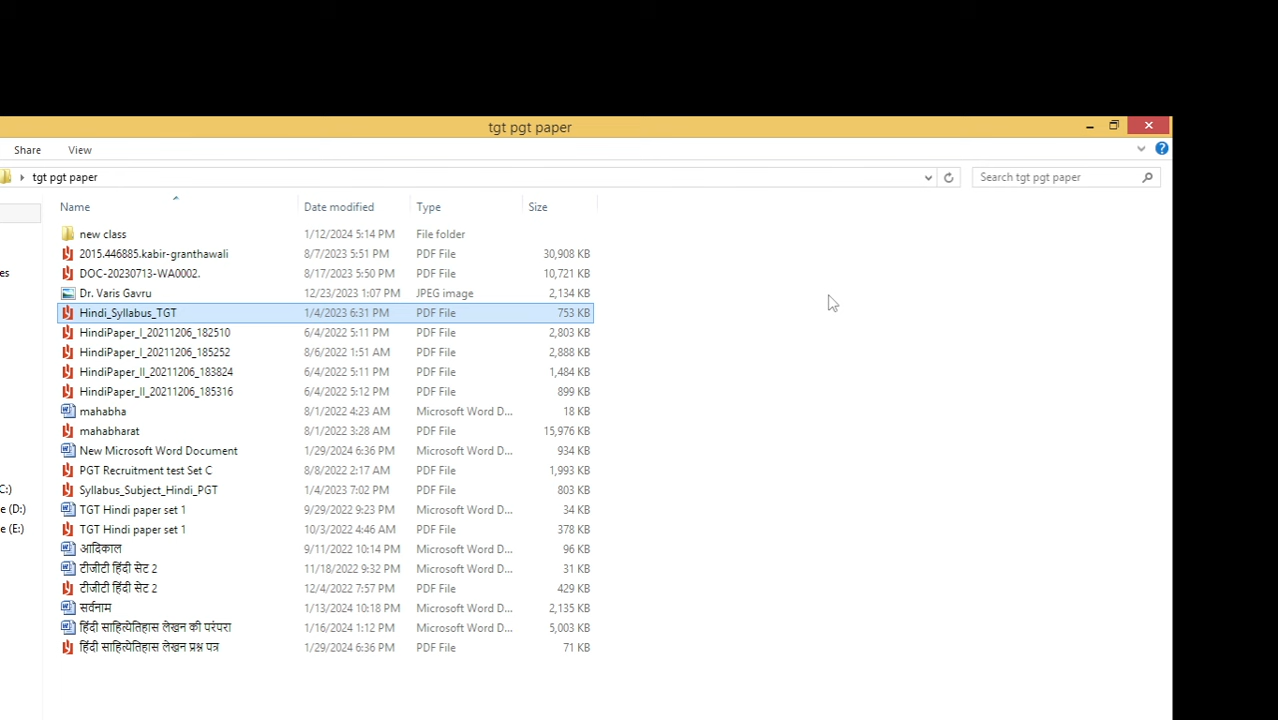 tgt pgt paper
Share View
tgt pgt paper Search tgt pgt paper
Name Date modified Type Size
new class 1/12/2024 5:14 PM File folder
2015.446885.kabir-granthawali 8/7/2023 5:51 PM PDF File 30,908 KB
es DOC-20230713-WA0002. 8/17/2023 5:50 PM PDF File 10,721 KB
Dr. Varis Gavru 12/23/2023 1:07 PM JPEG image 2,134 KB
Hindi_Syllabus_TGT 1/4/2023 6:31 PM PDF File 753 KB
HindiPaper_I_20211206_182510 6/4/2022 5:11 PM PDF File 2,803 KB
HindiPaper_I_20211206_185252 8/6/2022 1:51 AM PDF File 2,888 KB
HindiPaper_II_20211206_183824 6/4/2022 5:11 PM PDF File 1,484 KB
HindiPaper_II_20211206_185316 6/4/2022 5:12 PM PDF File 899 KB
mahabha 8/1/2022 4:23 AM Microsoft Word D... 18 KB
mahabharat 8/1/2022 3:28 AM PDF File 15,976 KB
New Microsoft Word Document 1/29/2024 6:36 PM Microsoft Word D... 934 KB
PGT Recruitment test Set C 8/8/2022 2:17 AM PDF File 1,993 KB
C:) Syllabus_Subject_Hindi_PGT 1/4/2023 7:02 PM PDF File 803 KB
e (D:) TGT Hindi paper set 1 9/29/2022 9:23 PM Microsoft Word D... 34 KB
e (E:) TGT Hindi paper set 1 10/3/2022 4:46 AM PDF File 378 KB
आदिकाल 9/11/2022 10:14 PM Microsoft Word D... 96 KB
टीजीटी हिंदी सेट 2 11/18/2022 9:32 PM Microsoft Word D... 31 KB
टीजीटी हिंदी सेट 2 12/4/2022 7:57 PM PDF File 429 KB
सर्वनाम 1/13/2024 10:18 PM Microsoft Word D... 2,135 KB
हिंदी साहित्येतिहास लेखन की परंपरा 1/16/2024 1:12 PM Microsoft Word D... 5,003 KB
हिंदी साहित्येतिहास लेखन प्रश्न पत्र 1/29/2024 6:36 PM PDF File 71 KB